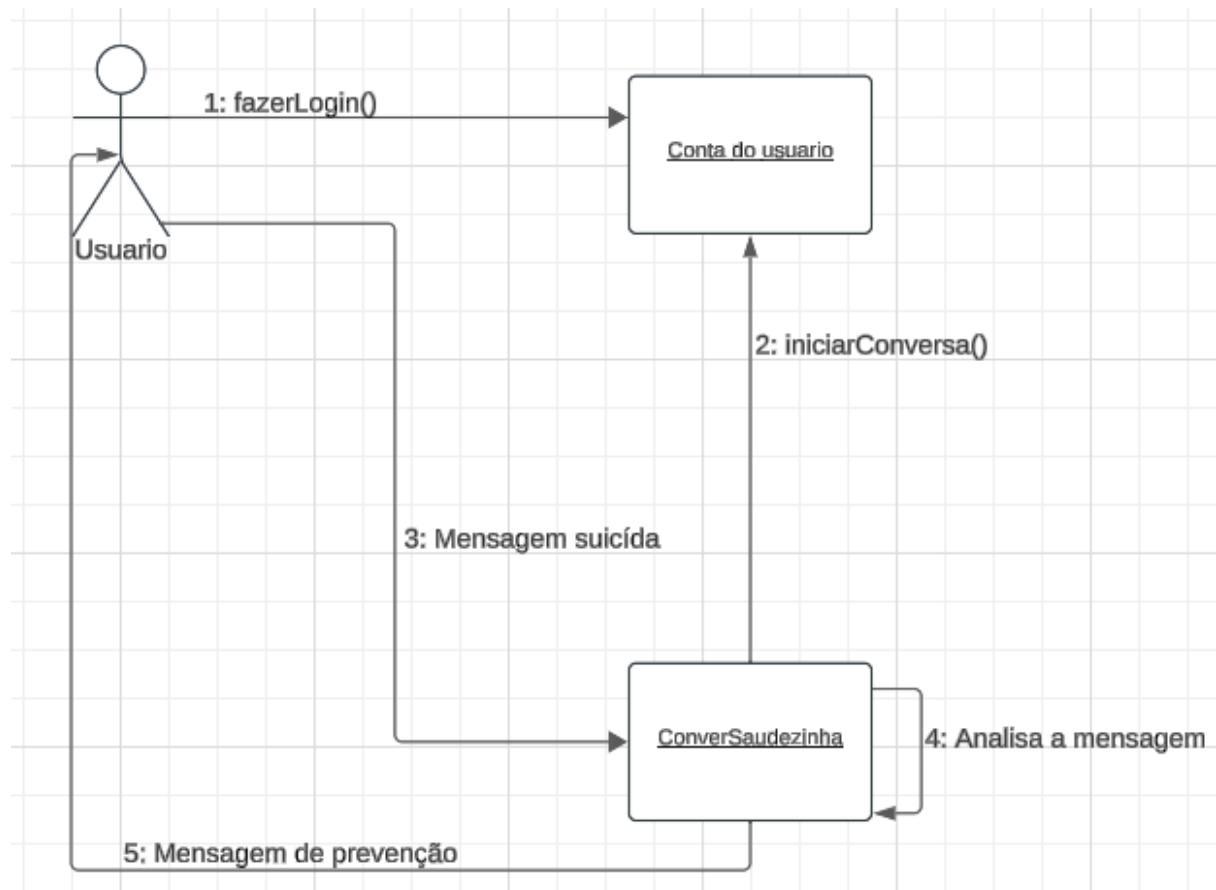 1: fazerLogin()
Conta do usuario
Usuario
2: iniciarConversa()
3: Mensagem suicída
ConverSaudezinha
4: Analisa a mensagem
5: Mensagem de prevenção